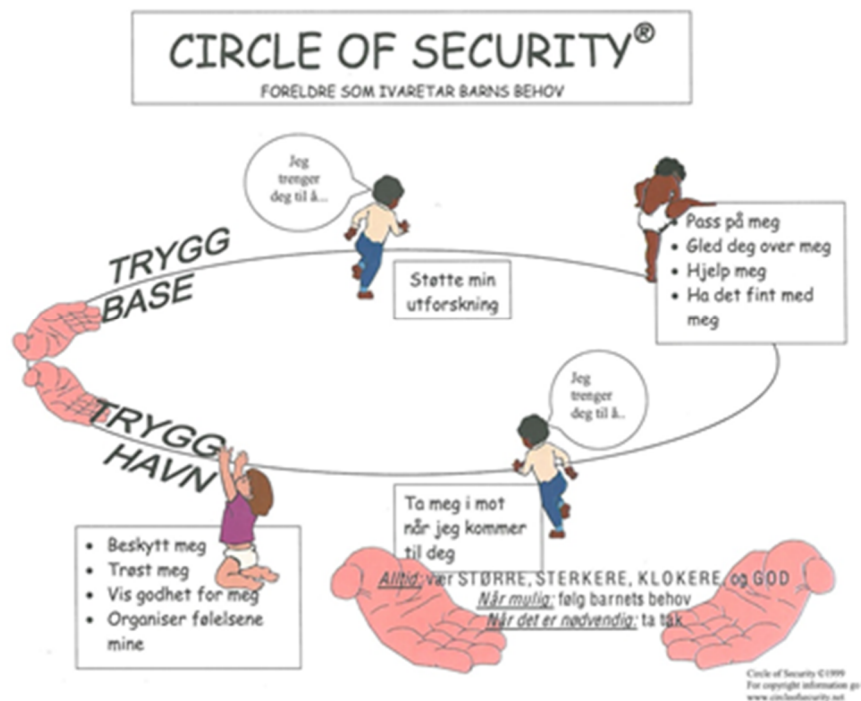 CIRCLE OF SECURITY®
FORELDRE SOM IVARETAR BARNS BEHOV
Jeg
trenger
deg til å...
TRYGG
BASE
Støtte min
utforskning
• Pass på meg
• Gled deg over meg
• Hjelp meg
• Ha det fint med
meg
Jeg
trenger
deg til å..
TRYGG
HAVN
Ta meg i mot
når jeg kommer
til deg
• Beskytt meg
• Trøst meg
• Vis godhet for meg
• Organiser følelsene
mine
Alltid: vær STØRRE, STERKERE, KLOKERE, og GOD
Når mulig: følg barnets behov
Når det er nødvendig: ta tak
Circle of Security ©1999
For copyright information go
www.circleofsecurity.net